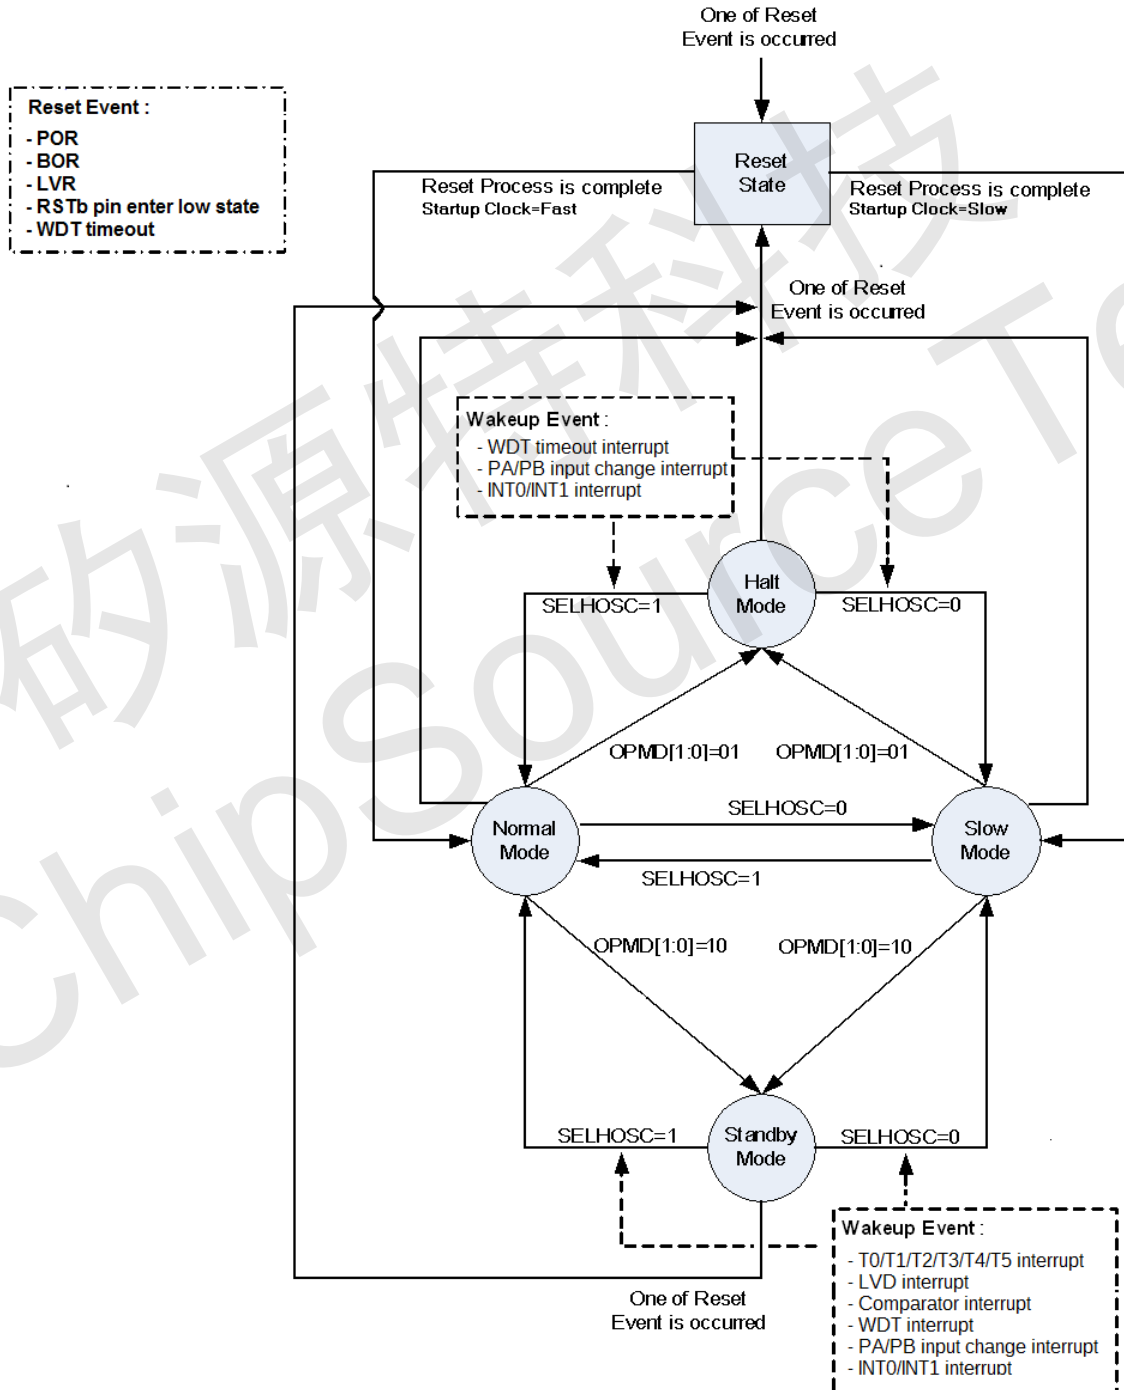 One of Reset
Event is occurred
Reset Event :
- POR
- BOR
- LVR
- RSTb pin enter low state
- WDT timeout
Reset
State
Reset Process is complete
Startup Clock=Fast
Reset Process is complete
Startup Clock=Slow
One of Reset
Event is occurred
Wakeup Event :
- WDT timeout interrupt
- PA/PB input change interrupt
- INT0/INT1 interrupt
Halt
Mode
SELHOSC=1
SELHOSC=0
OPMD[1:0]=01
OPMD[1:0]=01
SELHOSC=0
Normal
Mode
Slow
Mode
SELHOSC=1
OPMD[1:0]=10
OPMD[1:0]=10
SELHOSC=1
Standby
Mode
SELHOSC=0
Wakeup Event :
- T0/T1/T2/T3/T4/T5 interrupt
- LVD interrupt
- Comparator interrupt
- WDT interrupt
- PA/PB input change interrupt
- INT0/INT1 interrupt
One of Reset
Event is occurred
矽源特科技
ChipSourceTe